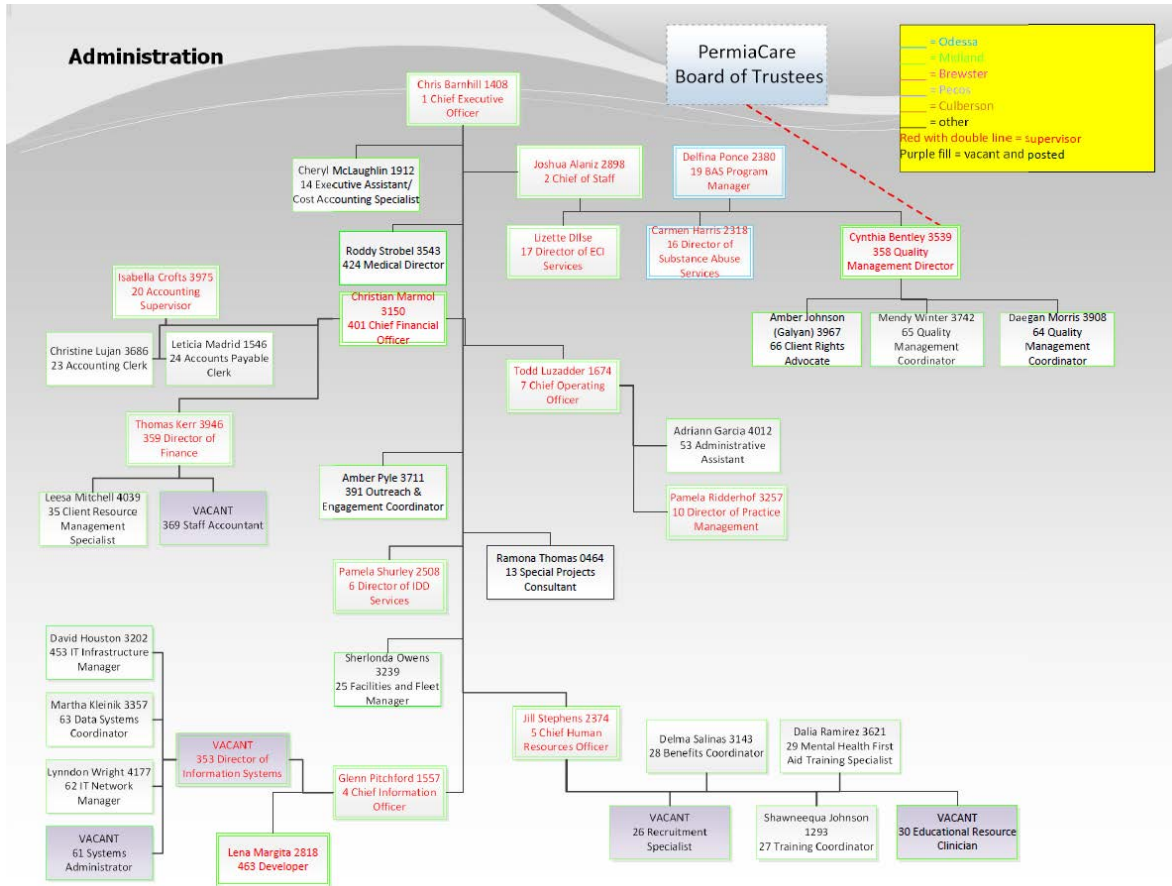 Administration
PermiaCare
Board of Trustees
____ = Odessa
____ = Midland
____ = Brewster
____ = Pecos
____ = Culberson
____ = other
Red with double line = supervisor
Purple fill = vacant and posted
Chris Barnhill 1408
1 Chief Executive
Officer
Cheryl McLaughlin 1912
14 Executive Assistant/
Cost Accounting Specialist
Joshua Alaniz 2898
2 Chief of Staff
Delfina Ponce 2380
19 BAS Program
Manager
Roddy Strobel 3543
424 Medical Director
Lizette DIlse
17 Director of ECI
Services
Carmen Harris 2318
16 Director of
Substance Abuse
Services
Cynthia Bentley 3539
358 Quality
Management Director
Isabella Crofts 3975
20 Accounting
Supervisor
Christian Marmol
3150
401 Chief Financial
Officer
Christine Lujan 3686
23 Accounting Clerk
Leticia Madrid 1546
24 Accounts Payable
Clerk
Amber Johnson
(Galyan) 3967
66 Client Rights
Advocate
Mendy Winter 3742
65 Quality
Management
Coordinator
Daegan Morris 3908
64 Quality
Management
Coordinator
Todd Luzadder 1674
7 Chief Operating
Officer
Thomas Kerr 3946
359 Director of
Finance
Adriann Garcia 4012
53 Administrative
Assistant
Leesa Mitchell 4039
35 Client Resource
Management
Specialist
VACANT
369 Staff Accountant
Amber Pyle 3711
391 Outreach &
Engagement Coordinator
Pamela Ridderhof 3257
10 Director of Practice
Management
Pamela Shurley 2508
6 Director of IDD
Services
Ramona Thomas 0464
13 Special Projects
Consultant
David Houston 3202
453 IT Infrastructure
Manager
Sherlonda Owens
3239
25 Facilities and Fleet
Manager
Martha Kleinik 3357
63 Data Systems
Coordinator
VACANT
353 Director of
Information Systems
Lynndon Wright 4177
62 IT Network
Manager
Glenn Pitchford 1557
4 Chief Information
Officer
VACANT
61 Systems
Administrator
Lena Margita 2818
463 Developer
Jill Stephens 2374
5 Chief Human
Resources Officer
Delma Salinas 3143
28 Benefits Coordinator
Dalia Ramirez 3621
29 Mental Health First
Aid Training Specialist
VACANT
26 Recruitment
Specialist
Shawneequa Johnson
1293
27 Training Coordinator
VACANT
30 Educational Resource
Clinician